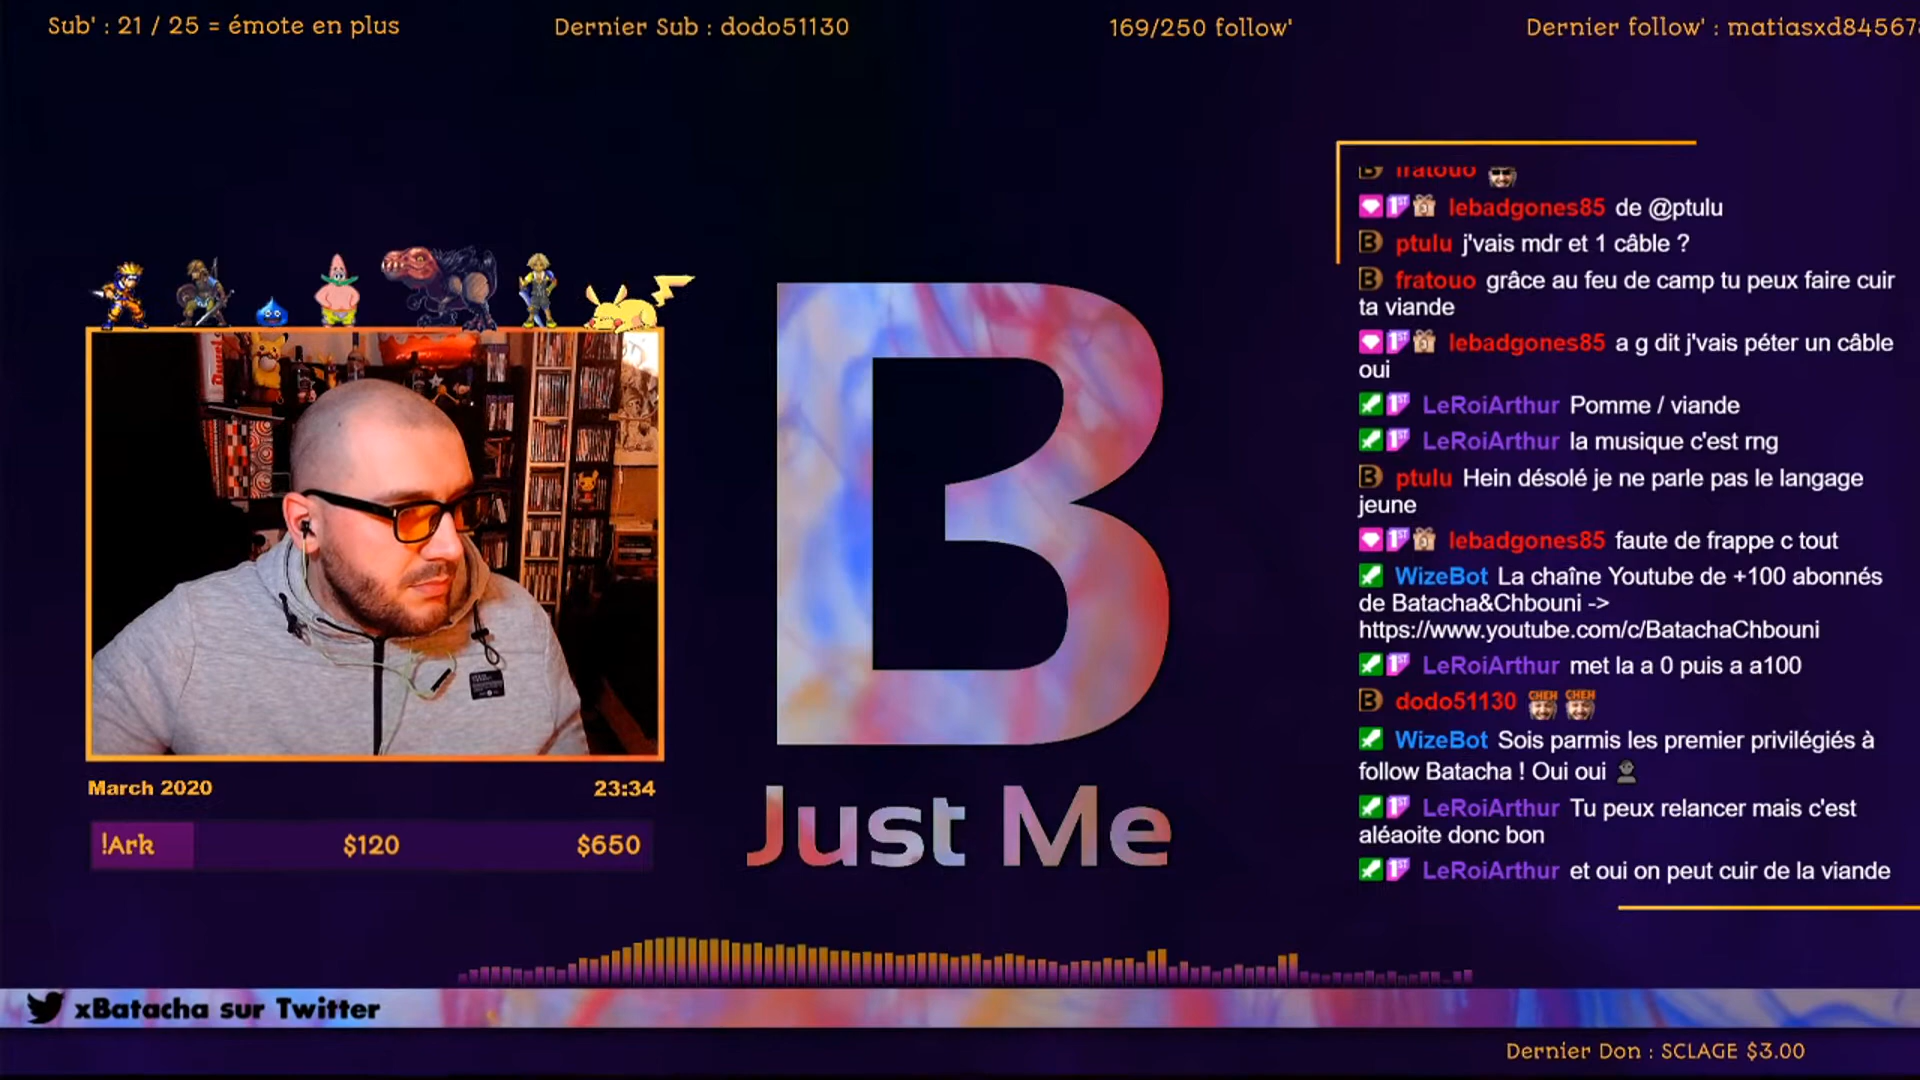 Sub' : 21 / 25 = émote en plus
Dernier Sub : dodo51130
169/250 follow'
Dernier follow' : matiasxd84567
fratouo
lebadgones85 de @ptulu
ptulu j'vais mdr et 1 câble ?
fratouo grâce au feu de camp tu peux faire cuir
ta viande
lebadgones85 a g dit j'vais péter un câble
oui
LeRoiArthur Pomme / viande
LeRoiArthur la musique c'est rng
ptulu Hein désolé je ne parle pas le langage
jeune
lebadgones85 faute de frappe c tout
WizeBot La chaîne Youtube de +100 abonnés
de Batacha&Chbouni ->
https://www.youtube.com/c/BatachaChbouni
LeRoiArthur met la a 0 puis a a100
dodo51130 CHEH CHEH
WizeBot Sois parmis les premier privilégiés à
follow Batacha ! Oui oui
LeRoiArthur Tu peux relancer mais c'est
aléaoite donc bon
LeRoiArthur et oui on peut cuir de la viande
B
Just Me
March 2020
23:34
!Ark
$120
$650
xBatacha sur Twitter
Dernier Don : SCLAGE $3.00